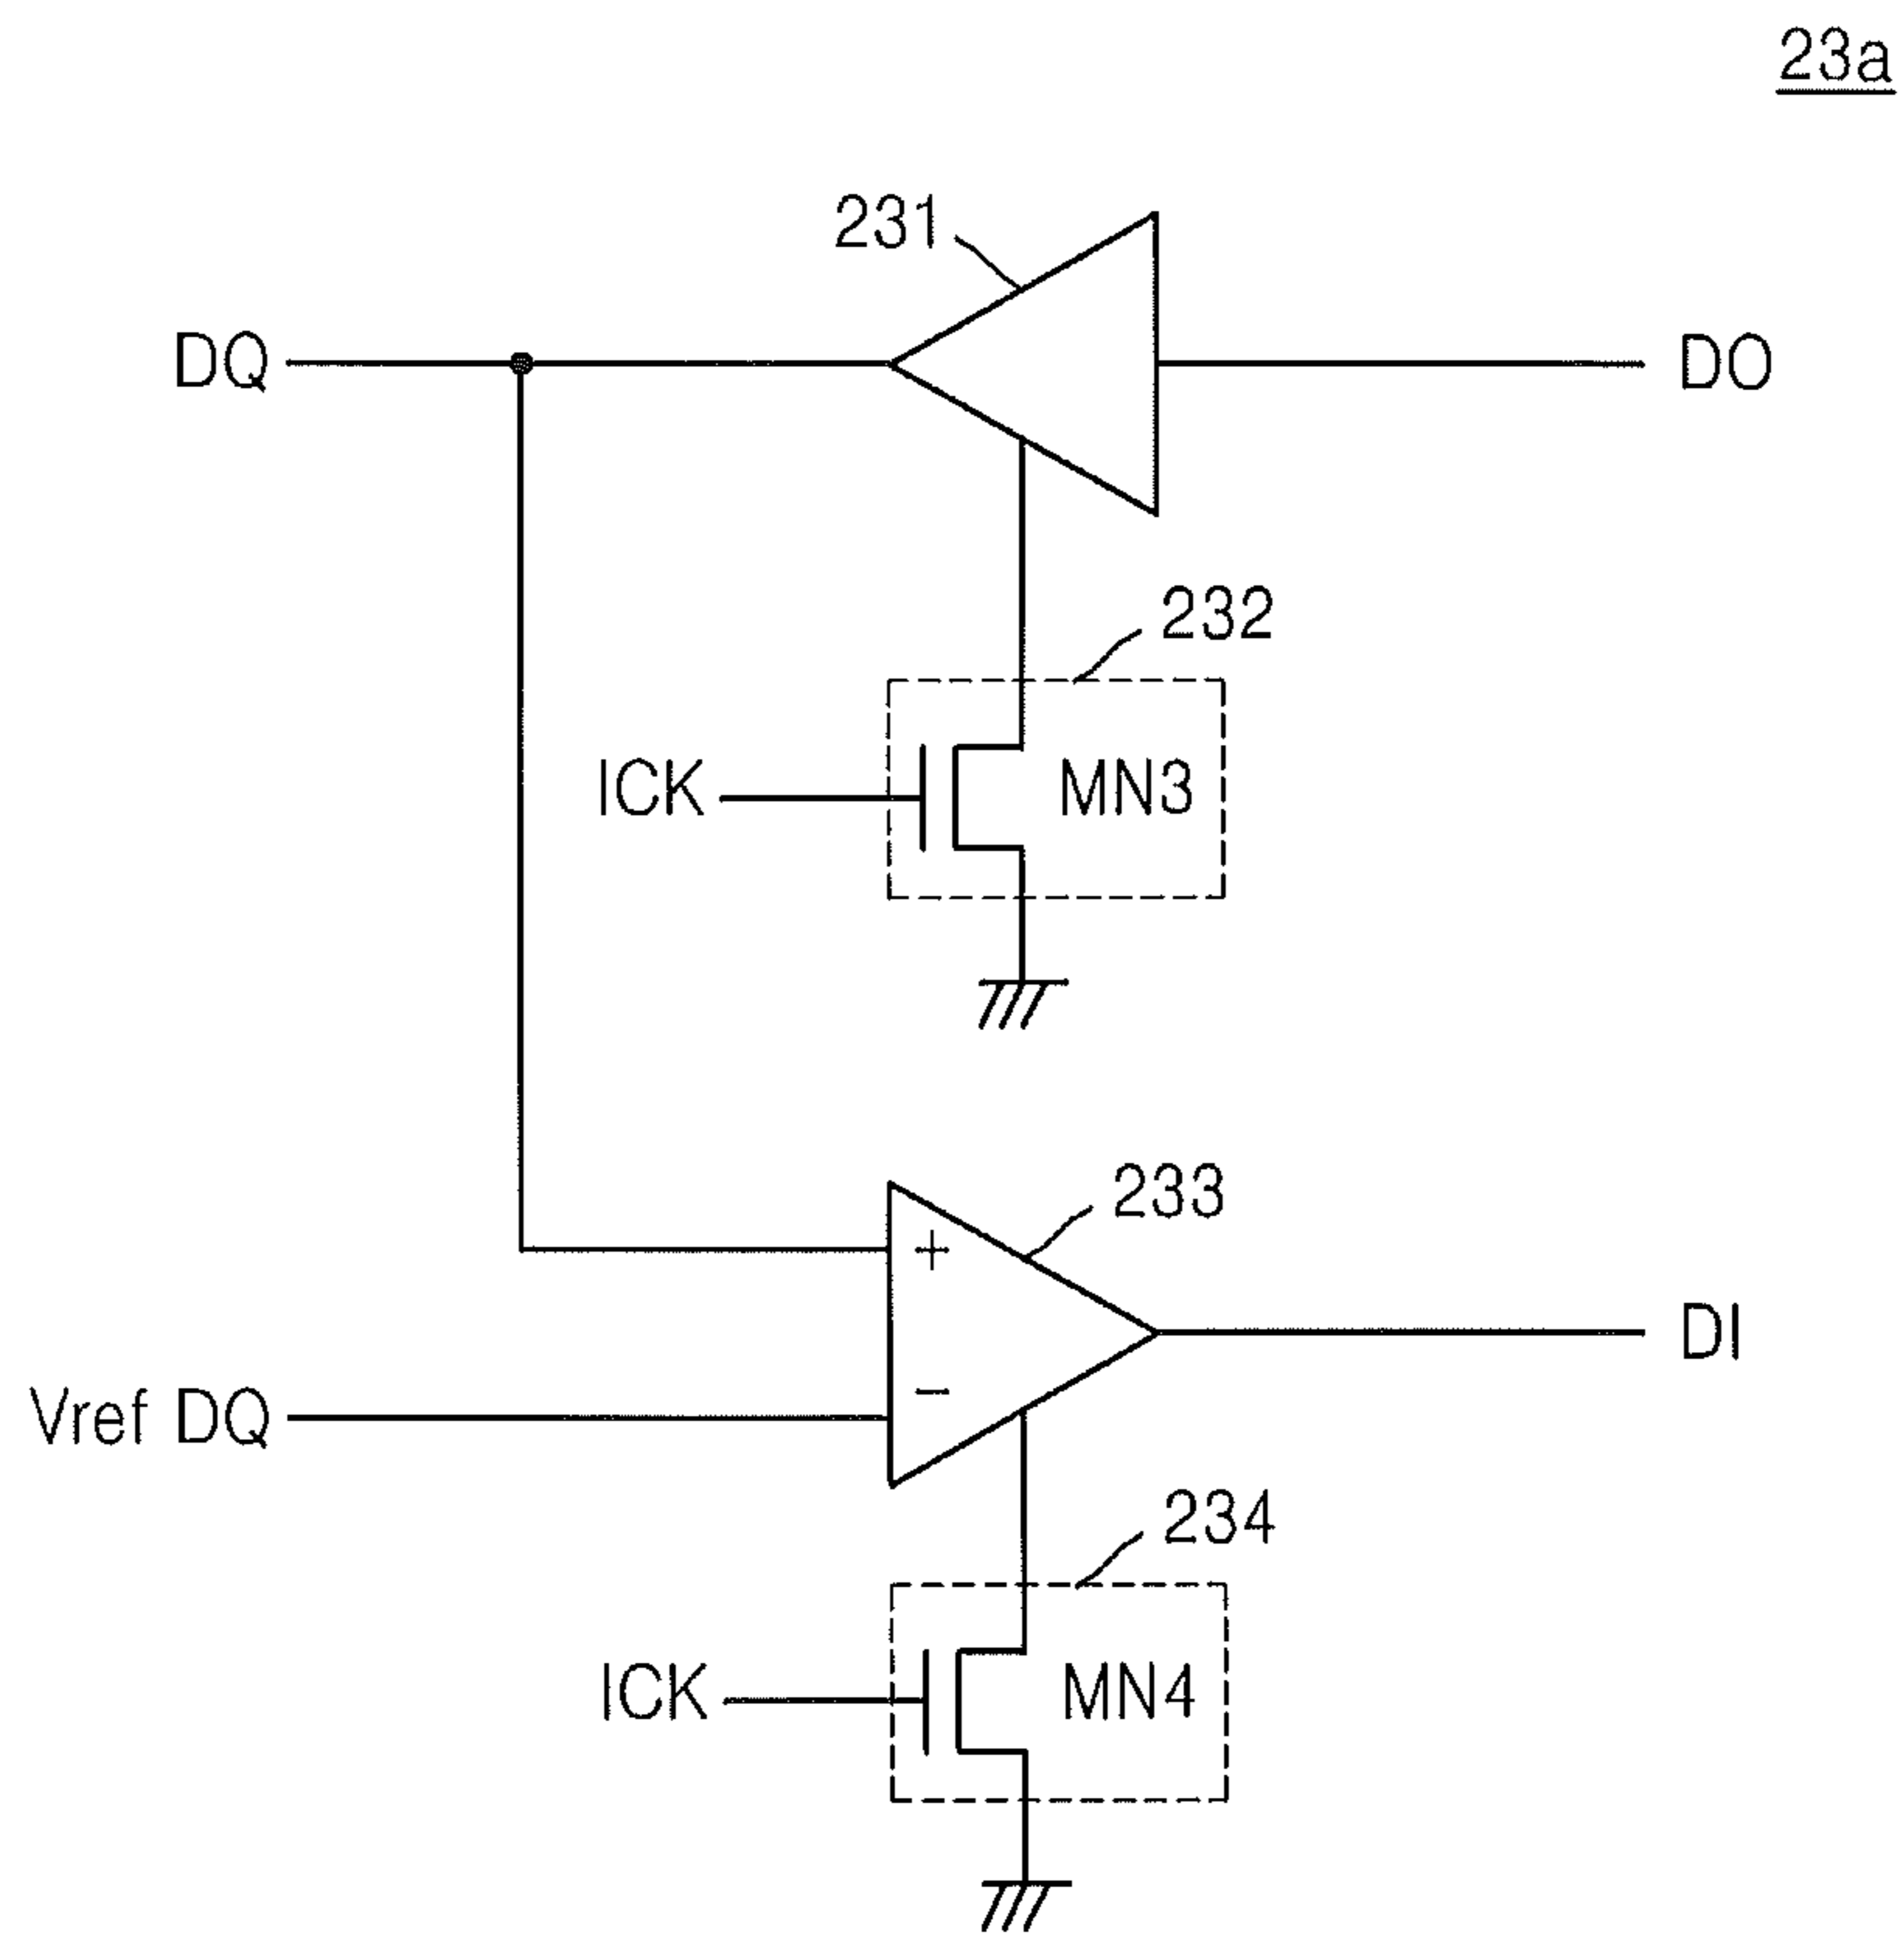 23a
231
DQ
DO
232
ICK
MN3
233
+
DI
−
Vref DQ
234
ICK
MN4